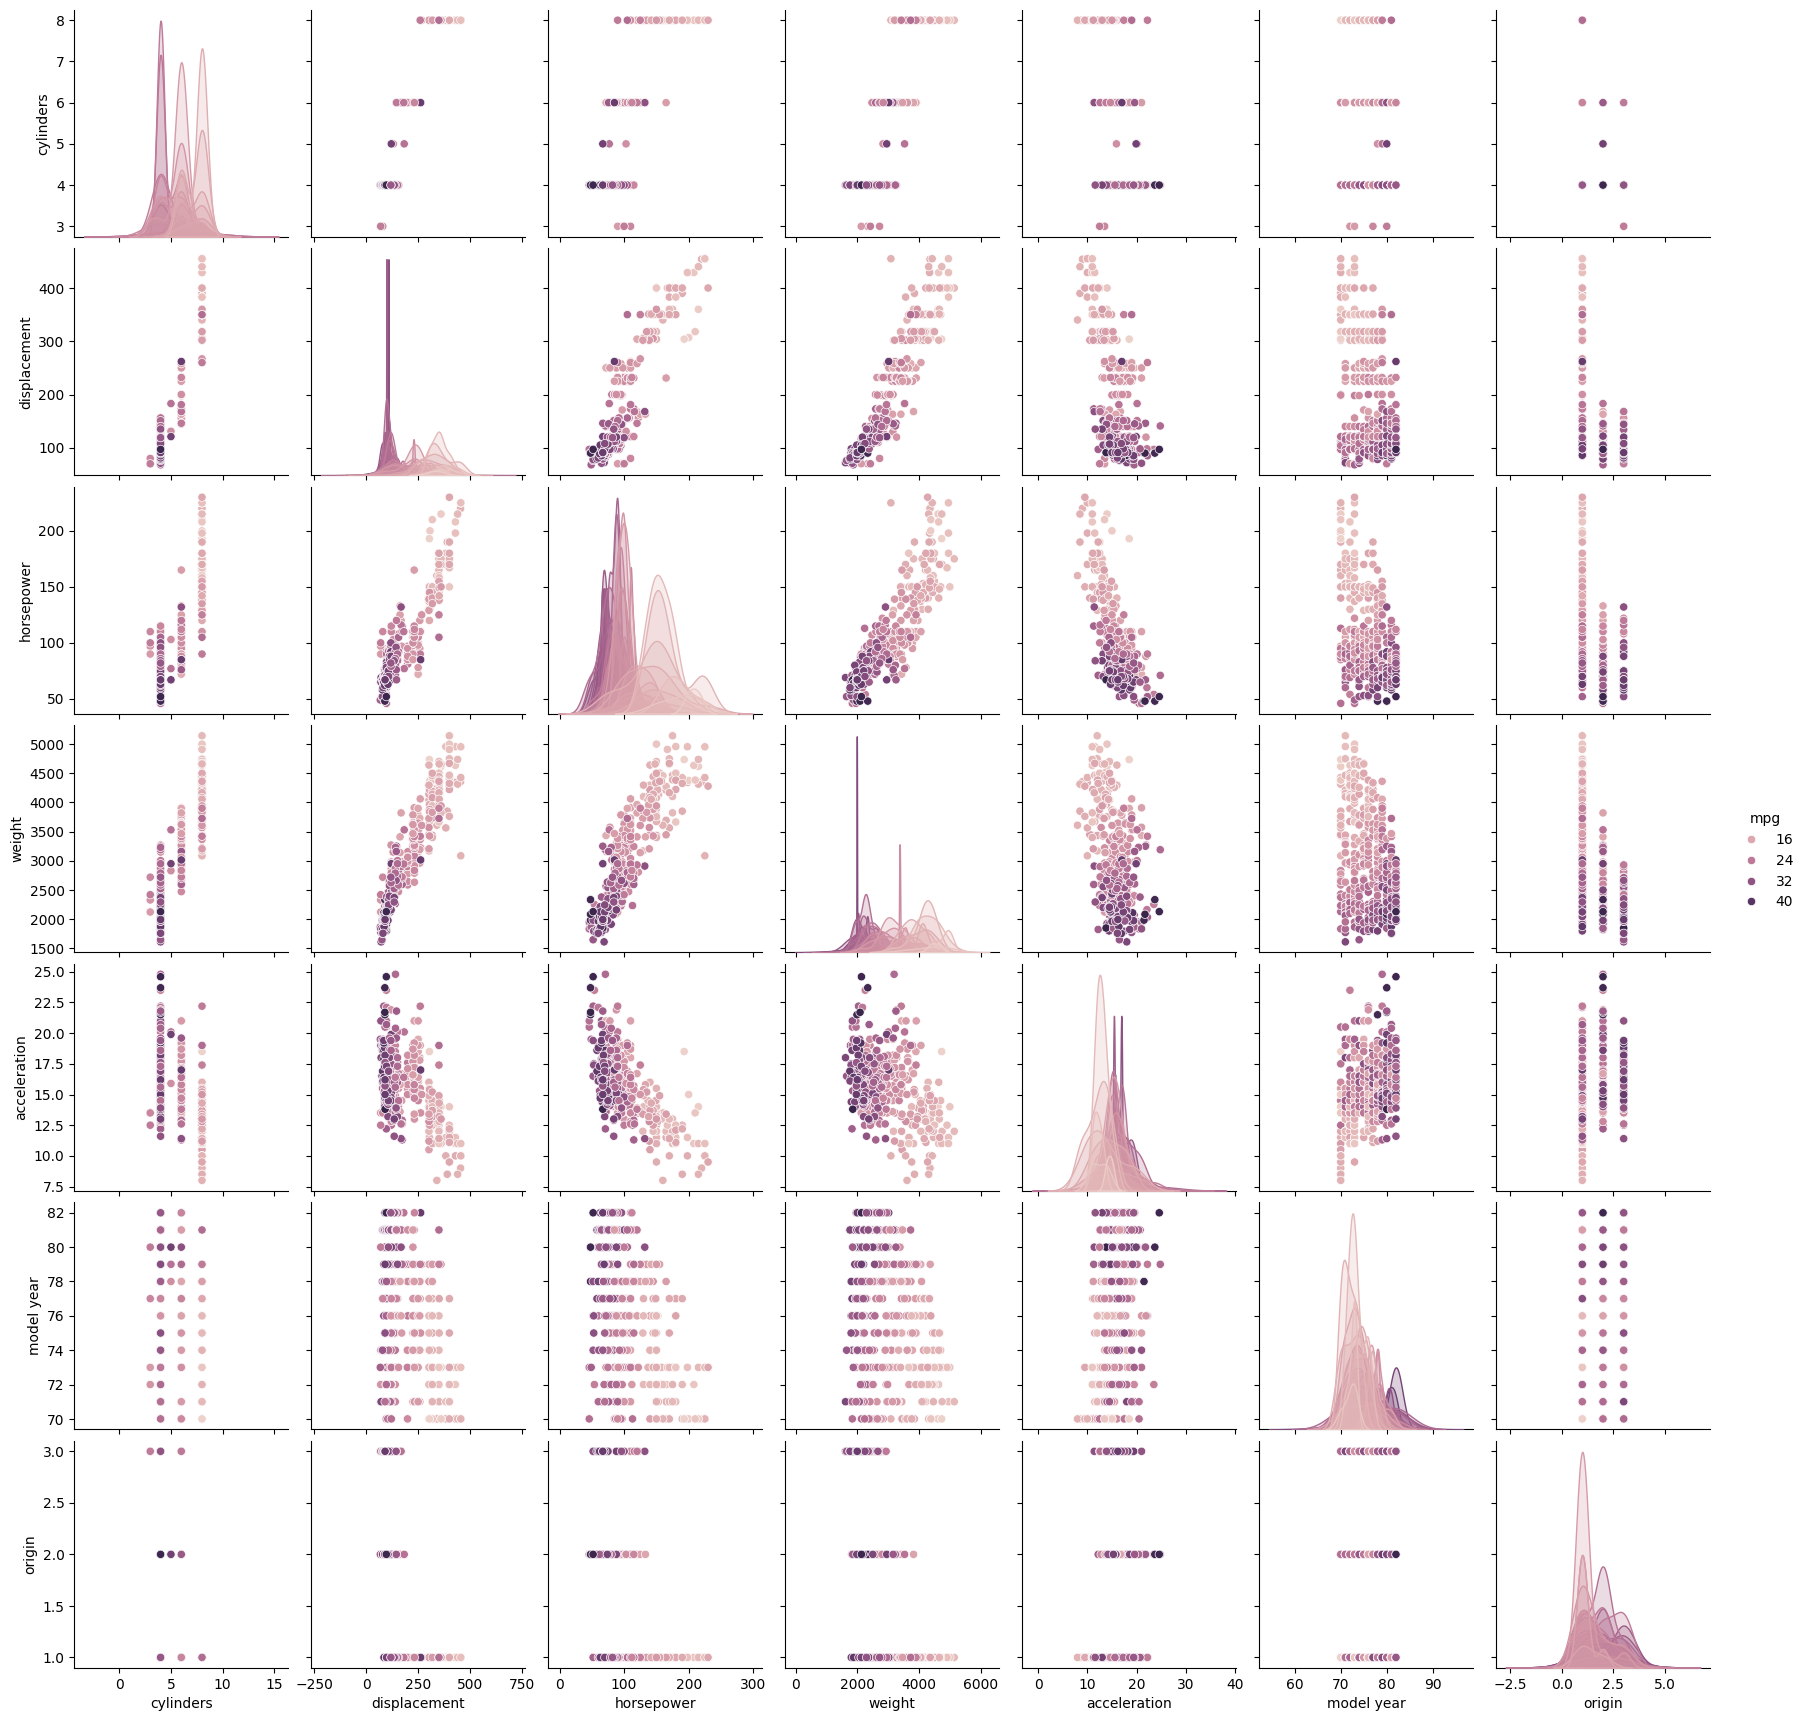 8
7
6
5
4
3
cylinders
400
300
200
100
displacement
200
150
100
50
horsepower
5000
4500
4000
3500
3000
2500
2000
1500
weight
mpg
16
24
32
40
25.0
22.5
20.0
17.5
15.0
12.5
10.0
7.5
acceleration
82
80
78
76
74
72
70
model year
3.0
2.5
2.0
1.5
1.0
origin
0 5 10 15
cylinders
−250 0 250 500 750
displacement
0 100 200 300
horsepower
0 2000 4000 6000
weight
0 10 20 30 40
acceleration
60 70 80 90
model year
−2.5 0.0 2.5 5.0
origin